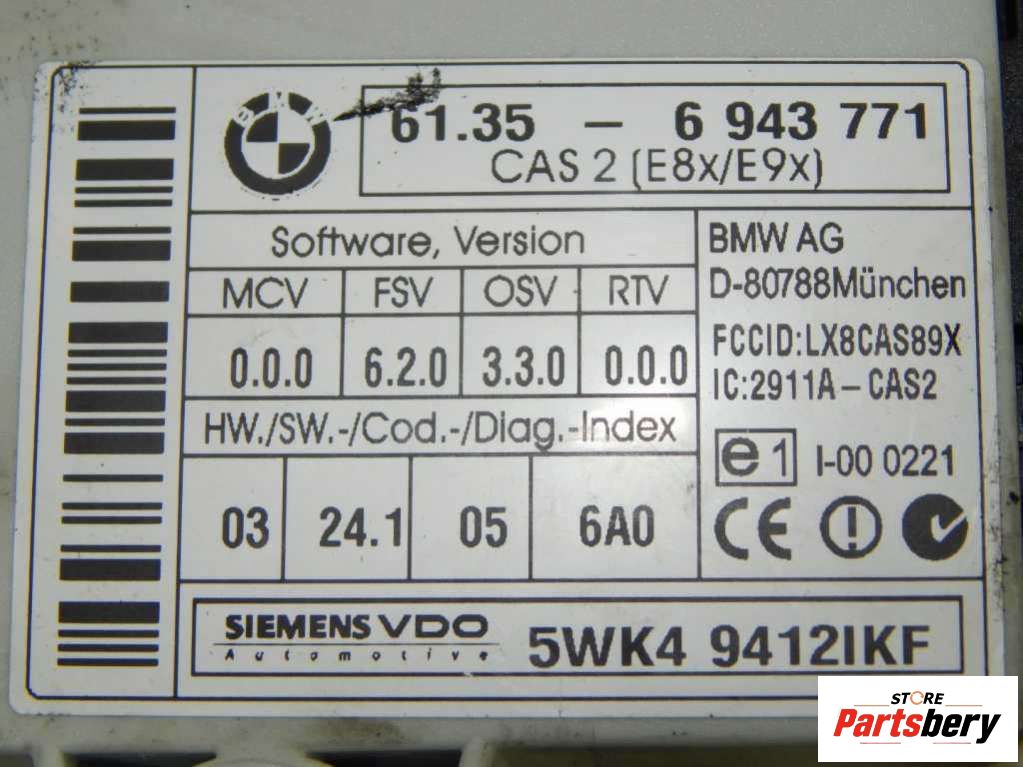 BMW
61.35 – 6 943 771
CAS 2 (E8x/E9x)
Software, Version
MCV FSV OSV RTV
0.0.0 6.2.0 3.3.0 0.0.0
HW./SW.-/Cod.-/Diag.-Index
03 24.1 05 6A0
BMW AG
D-80788München
FCCID:LX8CAS89X
IC:2911A – CAS2
e1 I-00 0221
CE
SIEMENS VDO
Automotive
5WK4 9412IKF
STORE
Partsbery